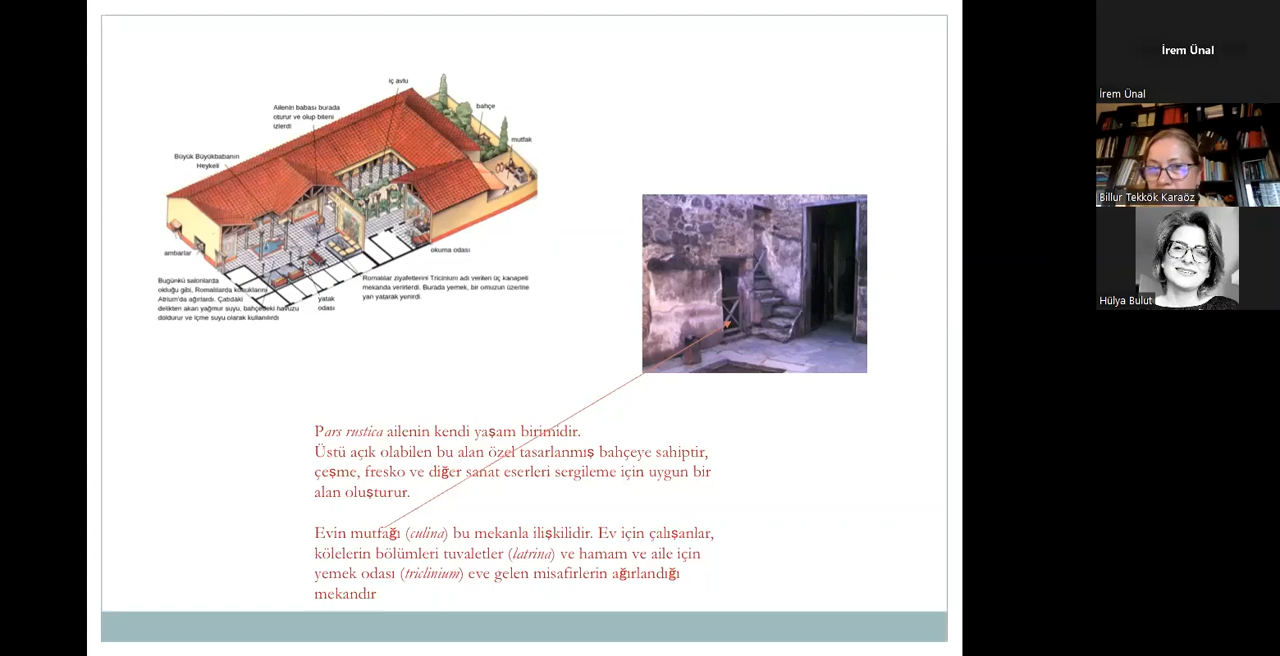 iç avlu
Ailenin babası burada
oturur ve olup biteni
izlerdi
bahçe
mutfak
Büyük Büyükbabanın
Heykeli
ambarlar
okuma odası
Bugünkü salonlarda
olduğu gibi, Romalılarda konuklarını
Atrium'da ağırlardı. Çatıdaki
delikten akan yağmur suyu, bahçedeki havuzu
doldurur ve içme suyu olarak kullanılırdı
yatak
odası
Romalılar ziyafetlerini Tricinium adı verilen üç kanapeli
mekanda verirlerdi. Burada yemek, bir omuzun üzerine
yan yatarak yenirdi.
Pars rustica ailenin kendi yaşam birimidir.
Üstü açık olabilen bu alan özel tasarlanmış bahçeye sahiptir,
çeşme, fresko ve diğer sanat eserleri sergileme için uygun bir
alan oluşturur.
Evin mutfağı (culina) bu mekanla ilişkilidir. Ev için çalışanlar,
kölelerin bölümleri tuvaletler (latrina) ve hamam ve aile için
yemek odası (triclinium) eve gelen misafirlerin ağırlandığı
mekandır
İrem Ünal
İrem Ünal
Billur Tekkök Karaöz
Hülya Bulut